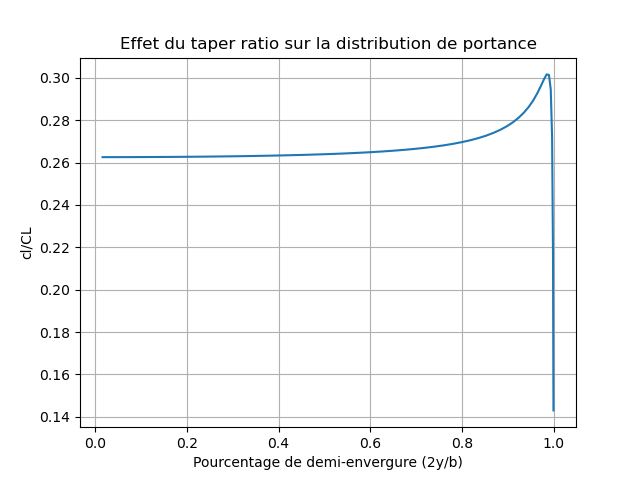 Effet du taper ratio sur la distribution de portance
cl/CL
0.30
0.28
0.26
0.24
0.22
0.20
0.18
0.16
0.14
0.0 0.2 0.4 0.6 0.8 1.0
Pourcentage de demi-envergure (2y/b)